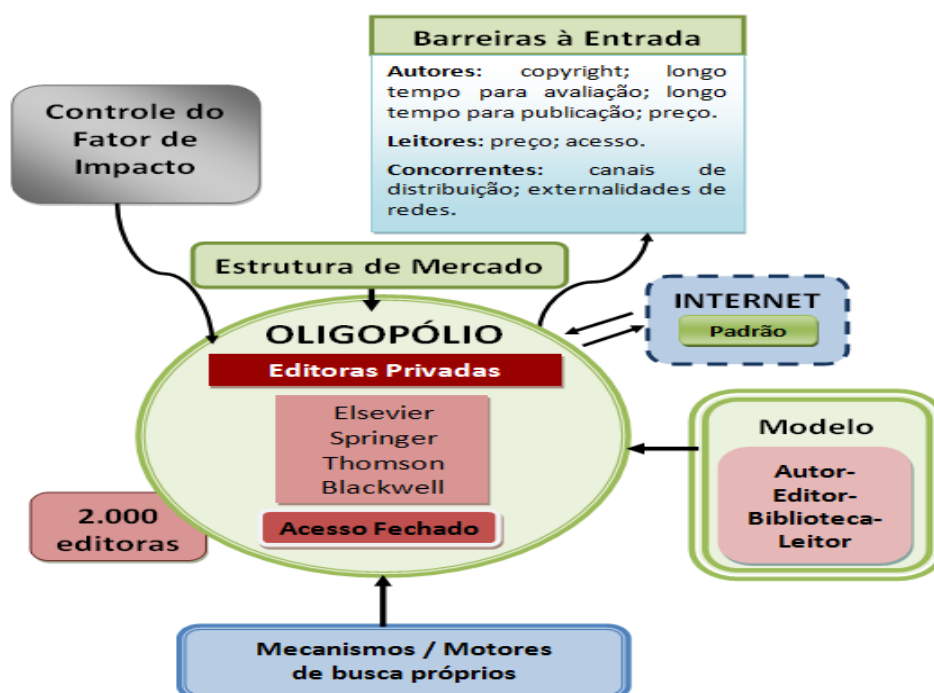 Barreiras à Entrada
Autores: copyright; longo
tempo para avaliação; longo
tempo para publicação; preço.
Leitores: preço; acesso.
Concorrentes: canais de
distribuição; externalidades de
redes.
Controle do
Fator de
Impacto
Estrutura de Mercado
INTERNET
Padrão
OLIGOPÓLIO
Editoras Privadas
Elsevier
Springer
Thomson
Blackwell
Acesso Fechado
Modelo
Autor-
Editor-
Biblioteca-
Leitor
2.000
editoras
Mecanismos / Motores
de busca próprios